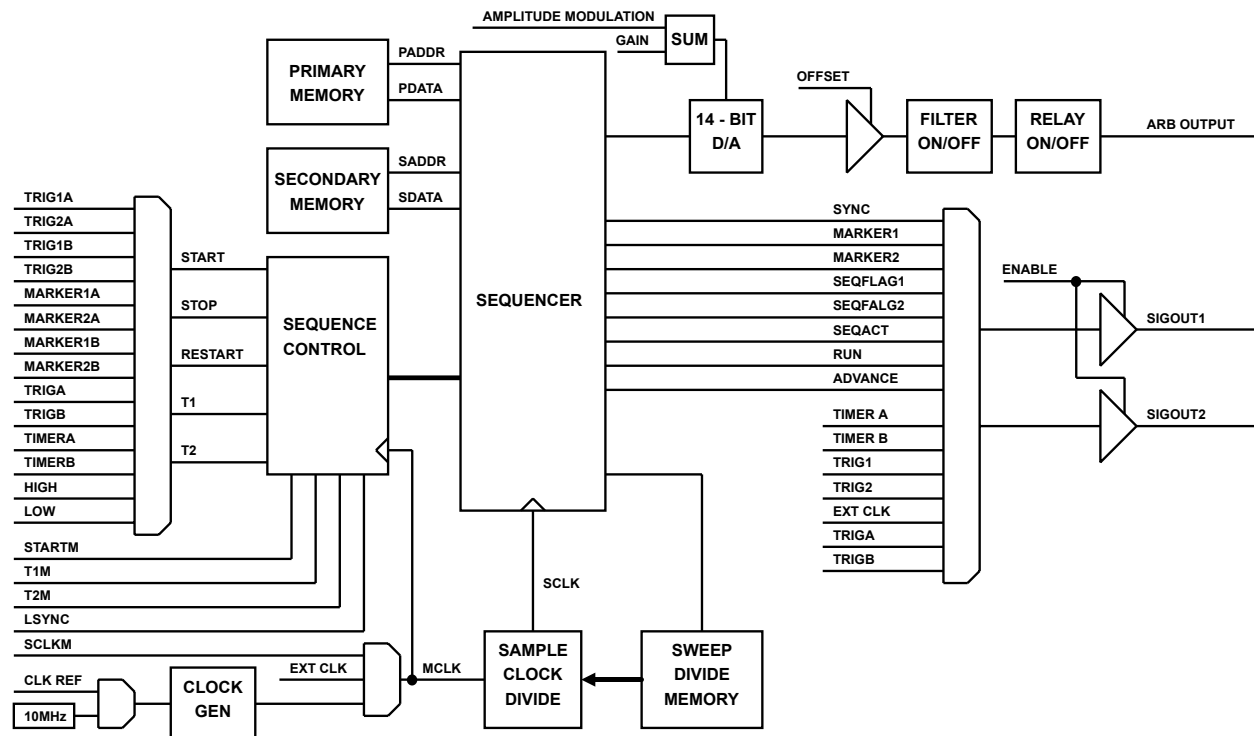 AMPLITUDE MODULATION
GAIN
SUM
PRIMARY
MEMORY
PADDR
PDATA
OFFSET
14 - BIT
D/A
FILTER
ON/OFF
RELAY
ON/OFF
ARB OUTPUT
SECONDARY
MEMORY
SADDR
SDATA
SEQUENCER
TRIG1A
TRIG2A
TRIG1B
TRIG2B
MARKER1A
MARKER2A
MARKER1B
MARKER2B
TRIGA
TRIGB
TIMERA
TIMERB
HIGH
LOW
START
STOP
RESTART
T1
T2
SEQUENCE
CONTROL
SYNC
MARKER1
MARKER2
SEQFLAG1
SEQFALG2
SEQACT
RUN
ADVANCE
TIMER A
TIMER B
TRIG1
TRIG2
EXT CLK
TRIGA
TRIGB
ENABLE
SIGOUT1
SIGOUT2
STARTM
T1M
T2M
LSYNC
SCLKM
EXT CLK
CLK REF
10MHz
CLOCK
GEN
MCLK
SCLK
SAMPLE
CLOCK
DIVIDE
SWEEP
DIVIDE
MEMORY